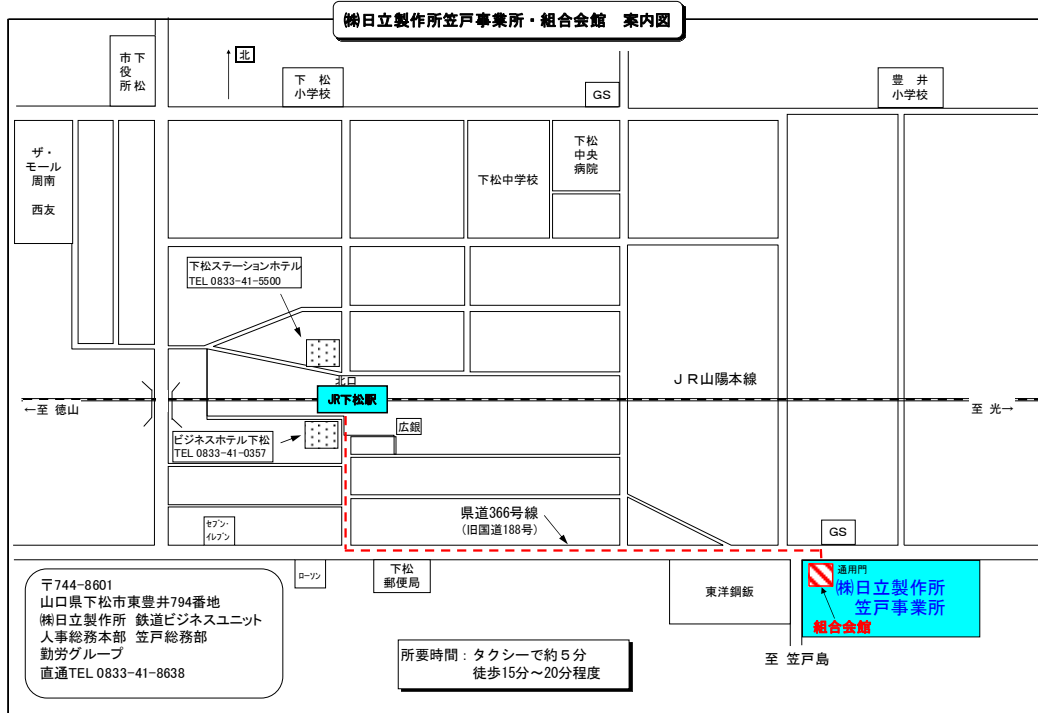 ㈱日立製作所笠戸事業所・組合会館　案内図
下松
市役所
北
下　松
小学校
GS
豊　井
小学校
ザ・
モール
周南
西友
下松中学校
下松
中央
病院
下松ステーションホテル
TEL 0833-41-5500
北口
JR下松駅
ＪＲ山陽本線
←至 徳山
至 光→
広銀
ビジネスホテル下松
TEL 0833-41-0357
セブン・
イレブン
県道366号線
(旧国道188号)
GS
ローソン
下松
郵便局
東洋鋼鈑
通用門
㈱日立製作所
笠戸事業所
組合会館
至 笠戸島
〒744-8601
山口県下松市東豊井794番地
㈱日立製作所 鉄道ビジネスユニット
人事総務本部 笠戸総務部
勤労グループ
直通TEL 0833-41-8638
所要時間：タクシーで約５分
徒歩15分～20分程度